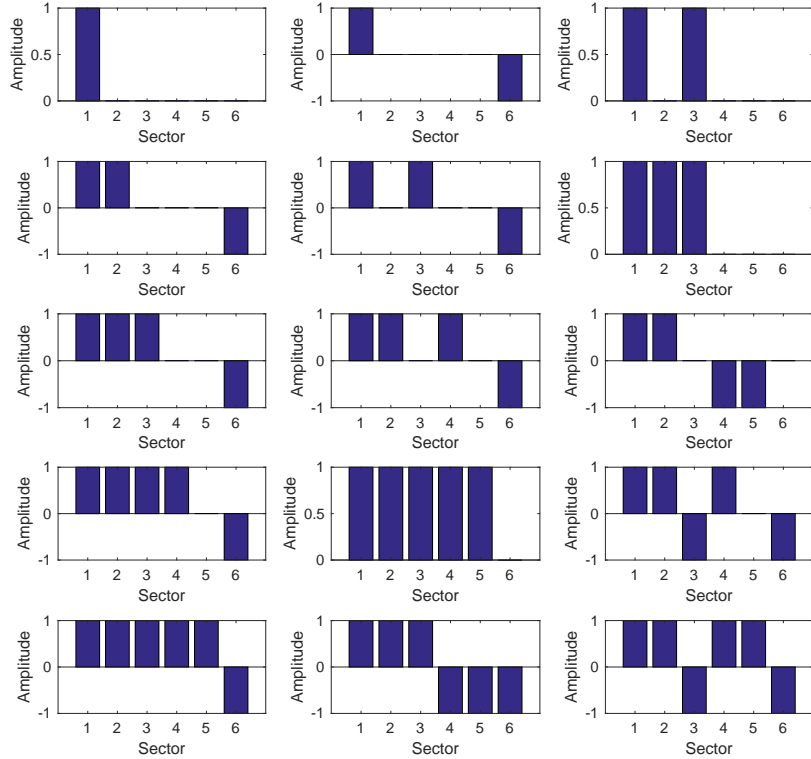 1 1 1
0.5 0 0.5
0 -1 0
Amplitude Amplitude Amplitude
1 2 3 4 5 6 1 2 3 4 5 6 1 2 3 4 5 6
Sector Sector Sector
1 1 1
0 0 0.5
-1 -1 0
Amplitude Amplitude Amplitude
1 2 3 4 5 6 1 2 3 4 5 6 1 2 3 4 5 6
Sector Sector Sector
1 1 1
0 0 0
-1 -1 -1
Amplitude Amplitude Amplitude
1 2 3 4 5 6 1 2 3 4 5 6 1 2 3 4 5 6
Sector Sector Sector
1 1 1
0 0.5 0
-1 0 -1
Amplitude Amplitude Amplitude
1 2 3 4 5 6 1 2 3 4 5 6 1 2 3 4 5 6
Sector Sector Sector
1 1 1
0 0 0
-1 -1 -1
Amplitude Amplitude Amplitude
1 2 3 4 5 6 1 2 3 4 5 6 1 2 3 4 5 6
Sector Sector Sector